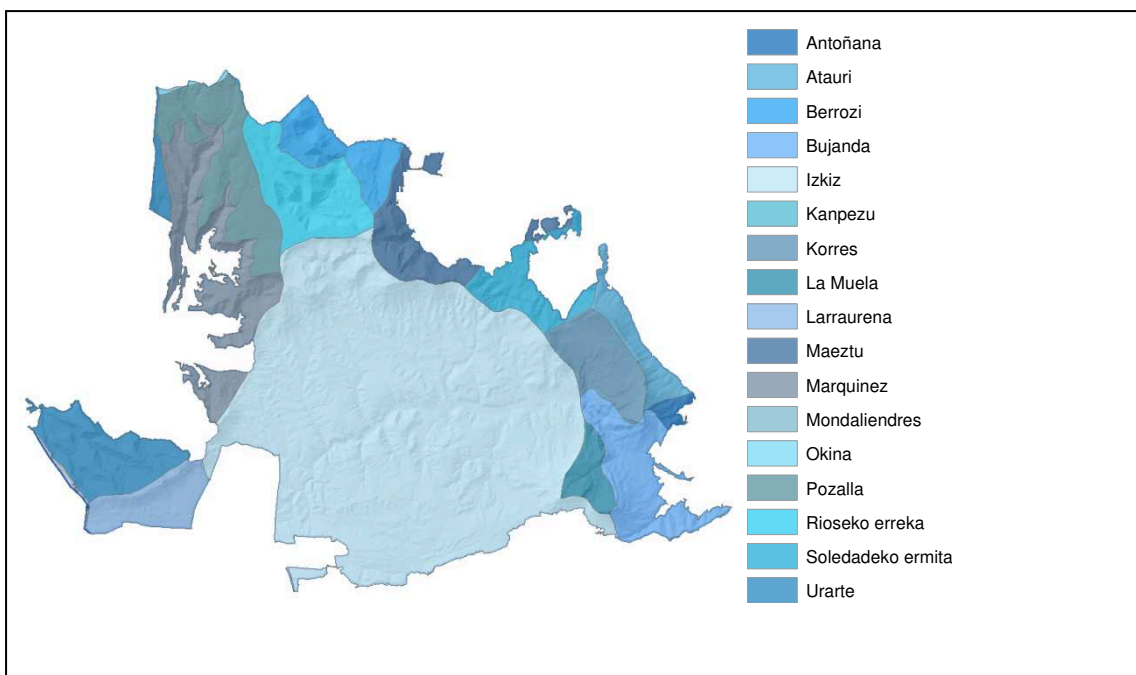 Antoñana
Atauri
Berrozi
Bujanda
Izkiz
Kanpezu
Korres
La Muela
Larraurena
Maeztu
Marquinez
Mondaliendres
Okina
Pozalla
Rioseko erreka
Soledadeko ermita
Urarte